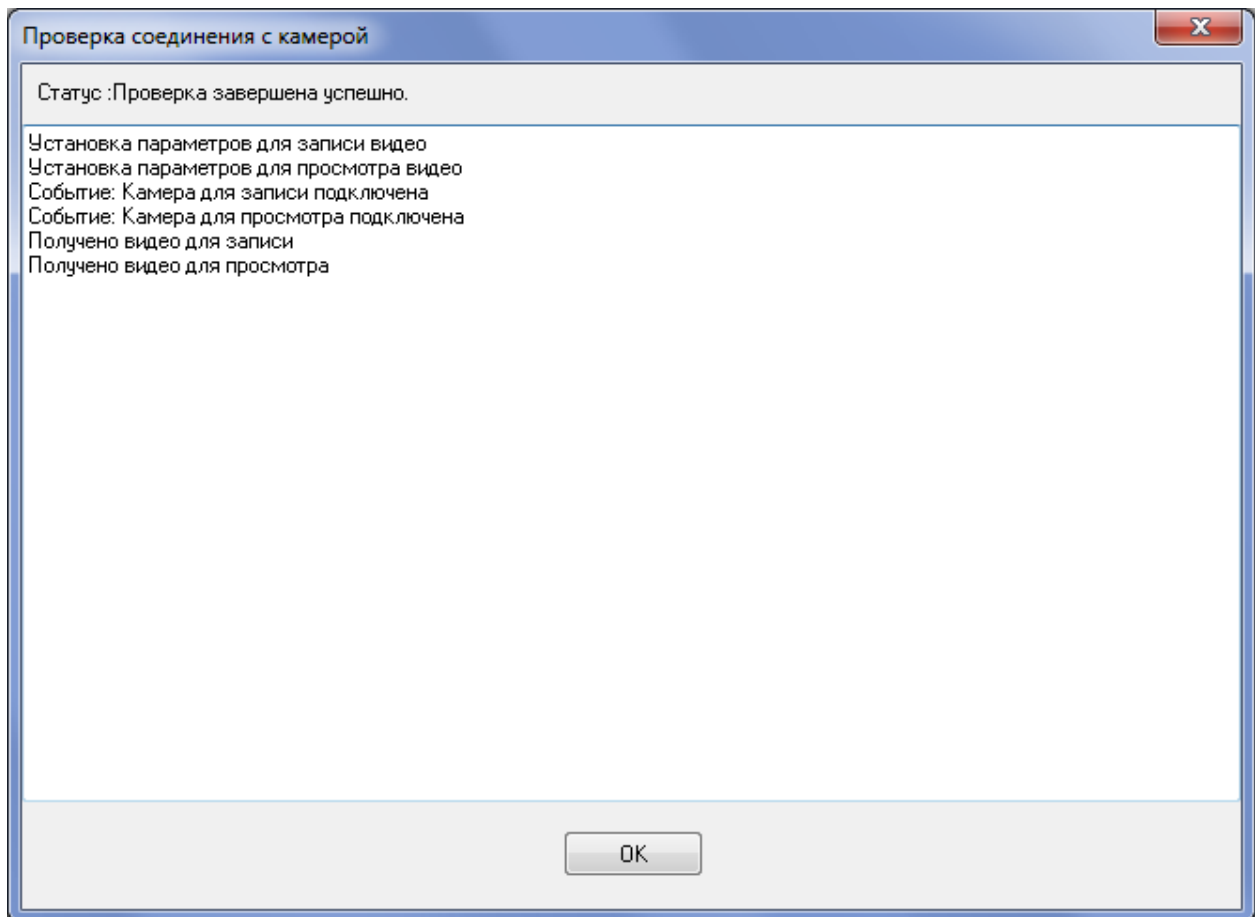 Проверка соединения с камерой
Статус :Проверка завершена успешно.
Установка параметров для записи видео
Установка параметров для просмотра видео
Событие: Камера для записи подключена
Событие: Камера для просмотра подключена
Получено видео для записи
Получено видео для просмотра
OK